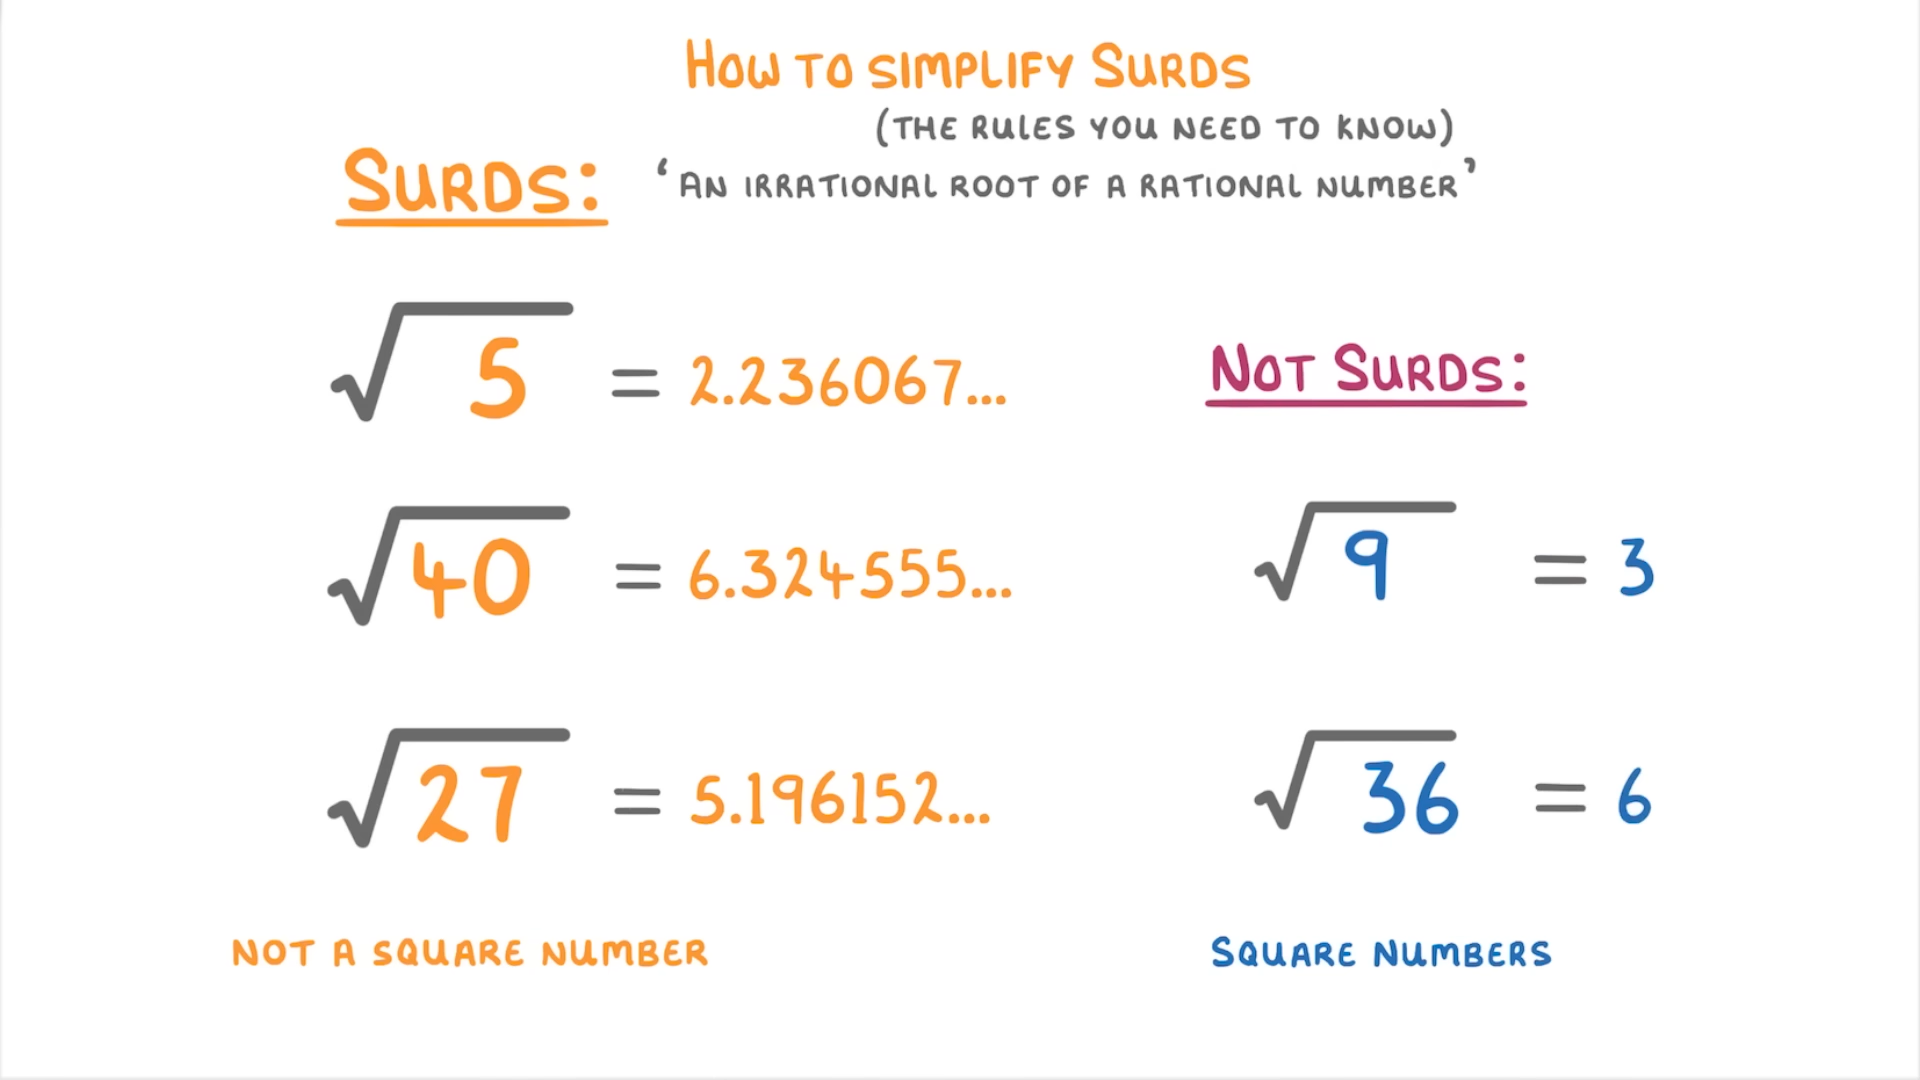 How to simplify Surds
(the rules you need to know)
Surds: ‘an irrational root of a rational number’
√5 = 2.236067...
Not Surds:
√40 = 6.324555...
√9 = 3
√27 = 5.196152...
√36 = 6
not a square number
Square numbers